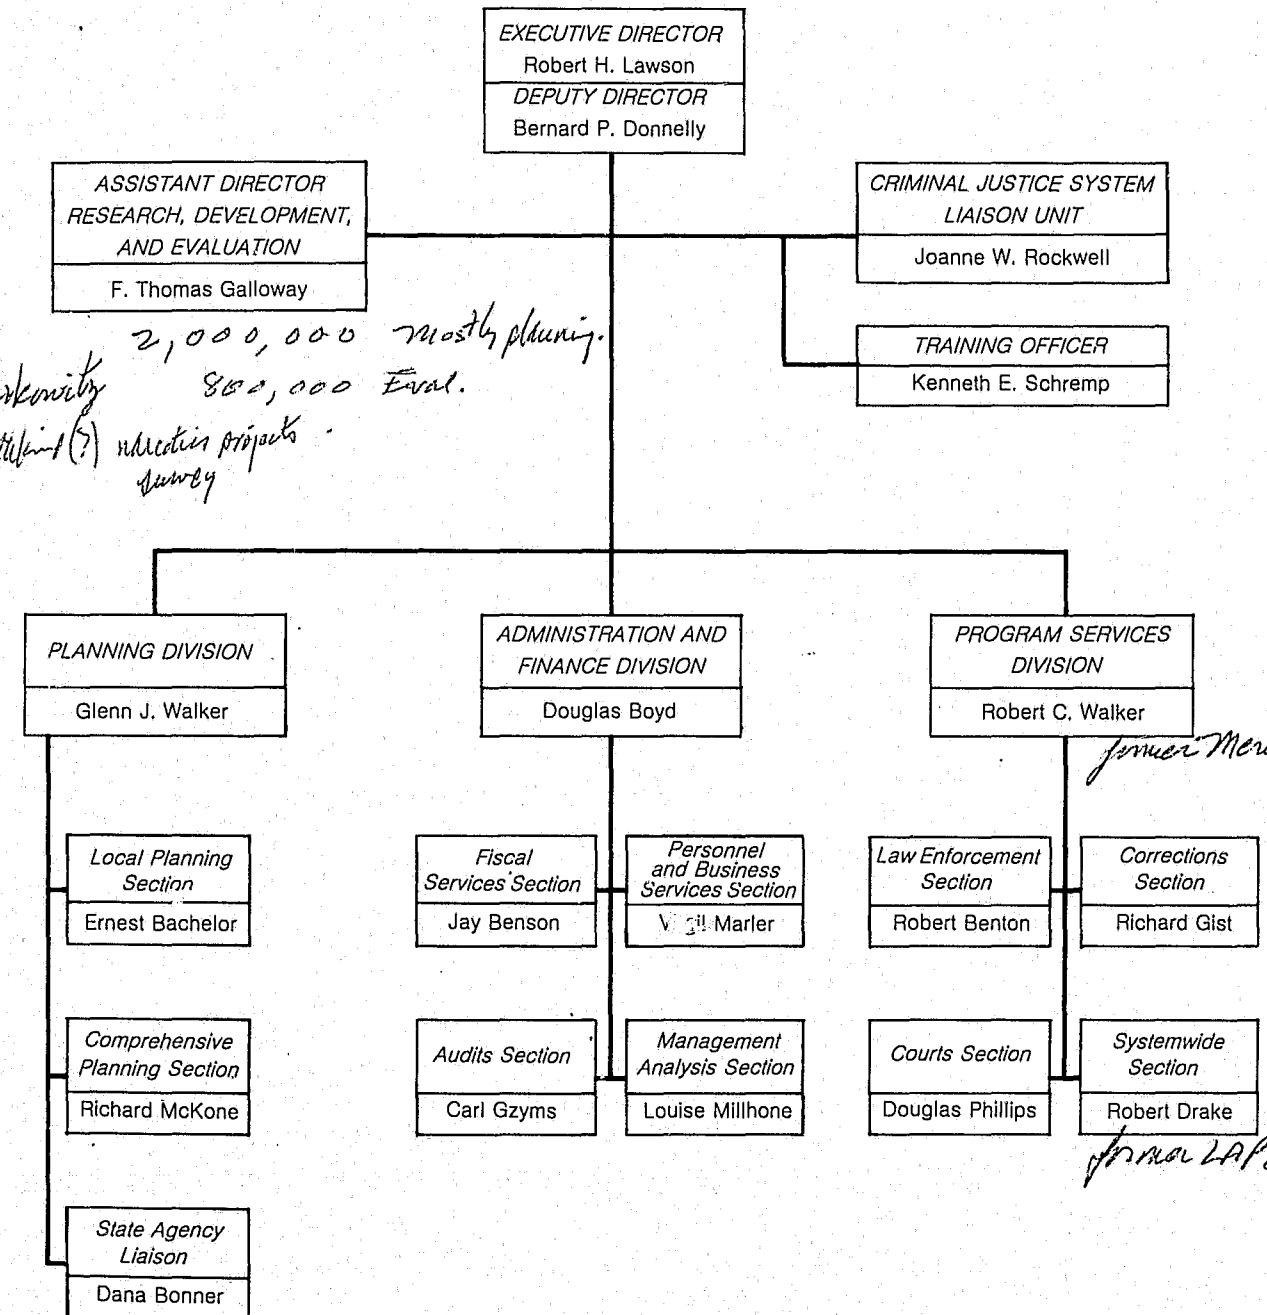 EXECUTIVE DIRECTOR
Robert H. Lawson
DEPUTY DIRECTOR
Bernard P. Donnelly
ASSISTANT DIRECTOR
RESEARCH, DEVELOPMENT,
AND EVALUATION
F. Thomas Galloway
CRIMINAL JUSTICE SYSTEM
LIAISON UNIT
Joanne W. Rockwell
TRAINING OFFICER
Kenneth E. Schremp
2,000,000 mostly planning.
800,000 Eval.
(?) narcotics projects.
survey
PLANNING DIVISION
Glenn J. Walker
ADMINISTRATION AND
FINANCE DIVISION
Douglas Boyd
PROGRAM SERVICES
DIVISION
Robert C. Walker
former
Local Planning
Section
Ernest Bachelor
Fiscal
Services Section
Jay Benson
Personnel
and Business
Services Section
Marler
Law Enforcement
Section
Robert Benton
Corrections
Section
Richard Gist
Comprehensive
Planning Section
Richard McKone
Audits Section
Carl Gzyms
Management
Analysis Section
Louise Millhone
Courts Section
Douglas Phillips
Systemwide
Section
Robert Drake
former
State Agency
Liaison
Dana Bonner